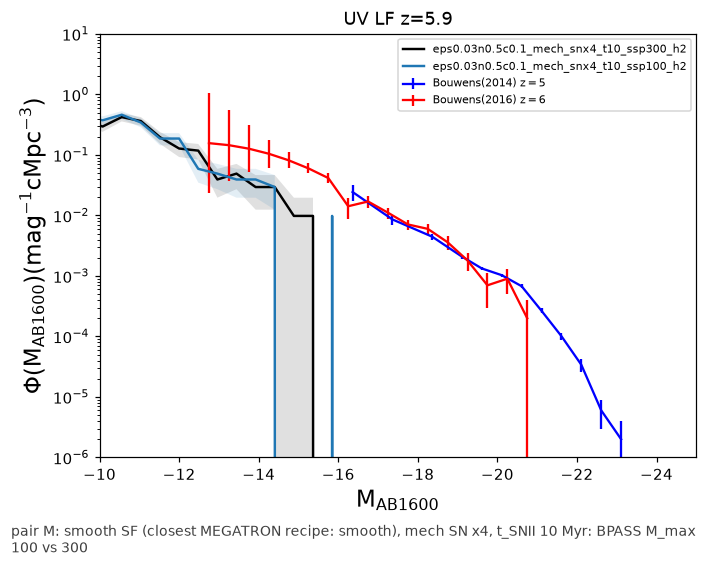 UV LF z=5.9
eps0.03n0.5c0.1_mech_snx4_t10_ssp300_h2
eps0.03n0.5c0.1_mech_snx4_t10_ssp100_h2
Bouwens(2014) z = 5
Bouwens(2016) z = 6
10¹
10⁰
10⁻¹
10⁻²
10⁻³
10⁻⁴
10⁻⁵
10⁻⁶
Φ(M_AB1600)(mag⁻¹cMpc⁻³)
−10 −12 −14 −16 −18 −20 −22 −24
M_AB1600
pair M: smooth SF (closest MEGATRON recipe: smooth), mech SN x4, t_SNII 10 Myr: BPASS M_max
100 vs 300